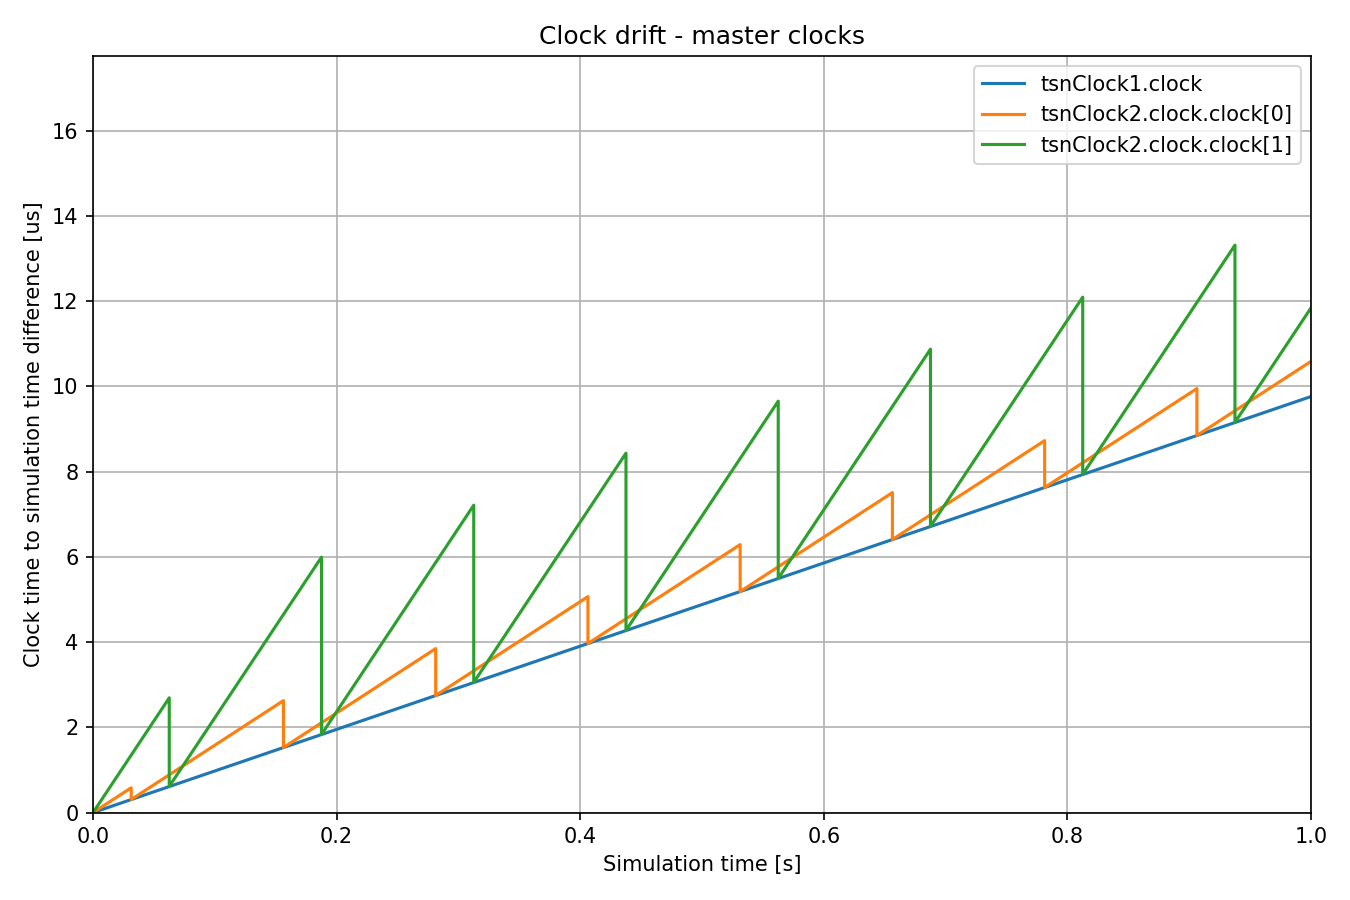 Clock drift - master clocks
tsnClock1.clock
tsnClock2.clock.clock[0]
tsnClock2.clock.clock[1]
Clock time to simulation time difference [us]
16
14
12
10
8
6
4
2
0
0.0 0.2 0.4 0.6 0.8 1.0
Simulation time [s]